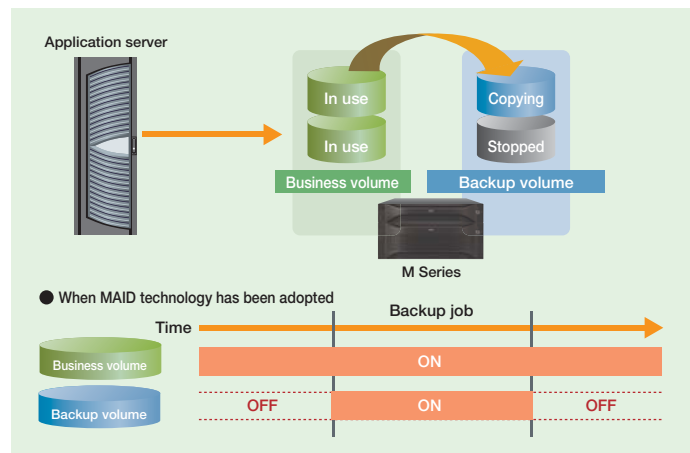 Application server
In use
Copying
In use
Stopped
Business volume
Backup volume
M Series
● When MAID technology has been adopted
Backup job
Time
Business volume
ON
Backup volume
OFF
ON
OFF